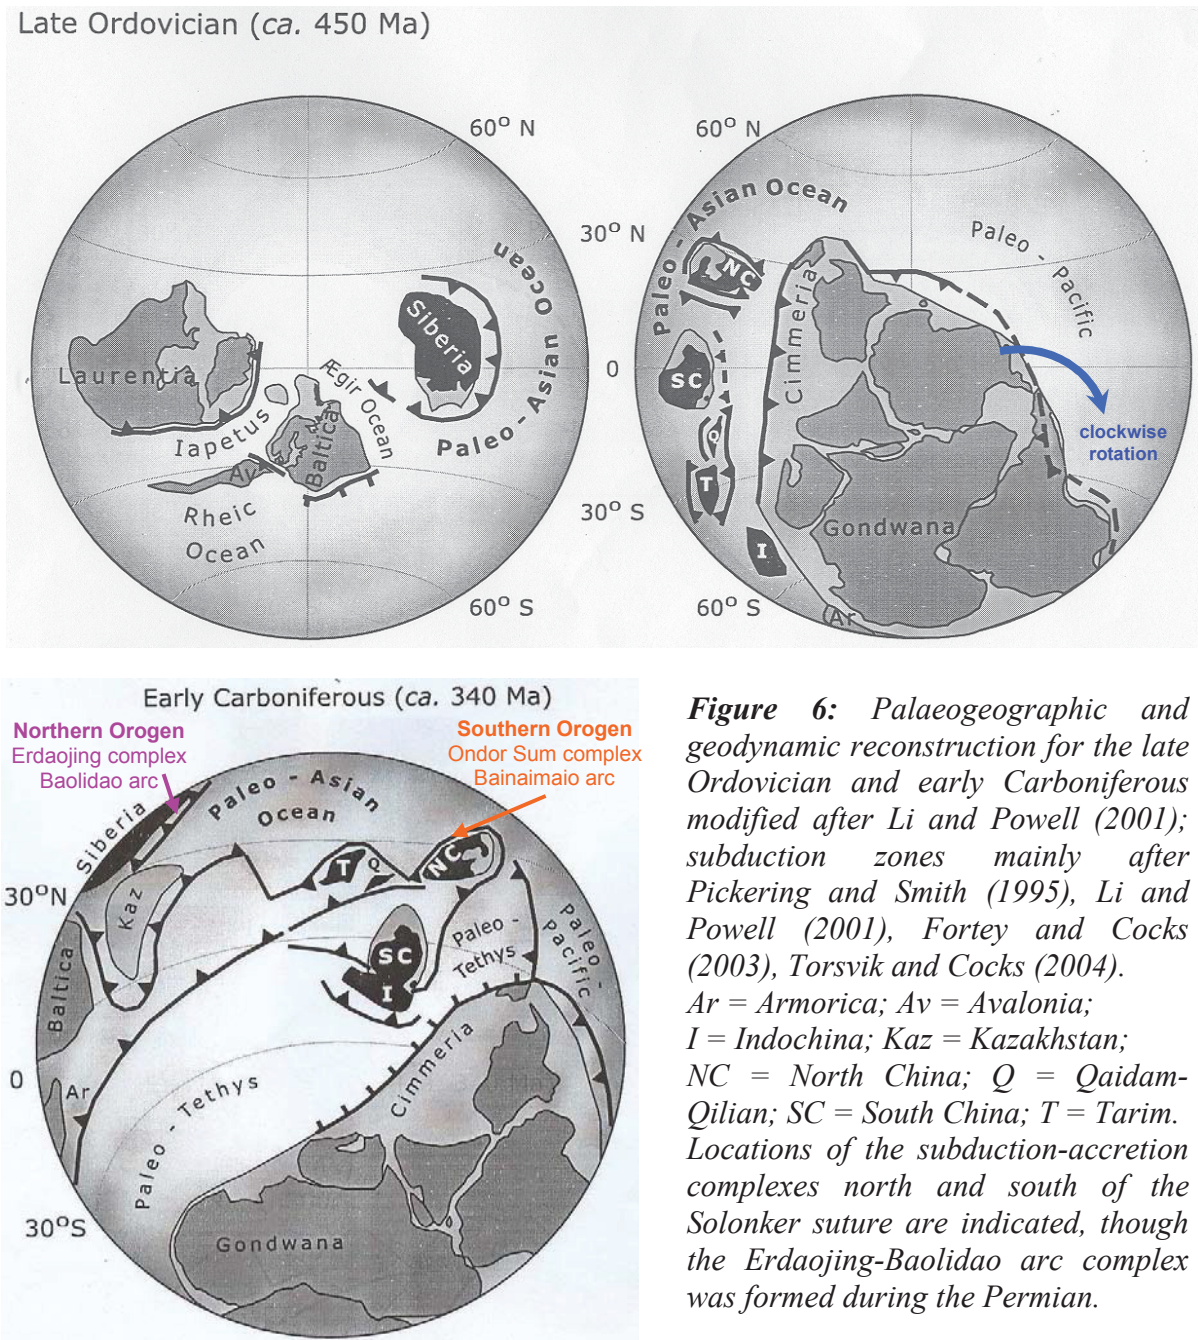 Late Ordovician (ca. 450 Ma)
60° N
30° N
0
30° S
60° S
Laurentia
Iapetus
Ægir Ocean
Baltica
Av
Rheic
Ocean
Siberia
Paleo-Asian Ocean
60° N
60° S
Paleo - Asian Ocean
Paleo - Pacific
NC
SC
Q
T
I
Cimmeria
Gondwana
Ar
clockwise
rotation
Early Carboniferous (ca. 340 Ma)
Northern Orogen
Erdaojing complex
Baolidao arc
Southern Orogen
Ondor Sum complex
Bainaimaio arc
Siberia
Paleo - Asian
Ocean
30°N
Kaz
T
Q
NC
SC
I
Paleo -
Tethys
Paleo -
Pacific
Baltica
0
Ar
Paleo - Tethys
Cimmeria
30°S
Gondwana
Figure 6: Palaeogeographic and
geodynamic reconstruction for the late
Ordovician and early Carboniferous
modified after Li and Powell (2001);
subduction zones mainly after
Pickering and Smith (1995), Li and
Powell (2001), Fortey and Cocks
(2003), Torsvik and Cocks (2004).
Ar = Armorica; Av = Avalonia;
I = Indochina; Kaz = Kazakhstan;
NC = North China; Q = Qaidam-
Qilian; SC = South China; T = Tarim.
Locations of the subduction-accretion
complexes north and south of the
Solonker suture are indicated, though
the Erdaojing-Baolidao arc complex
was formed during the Permian.